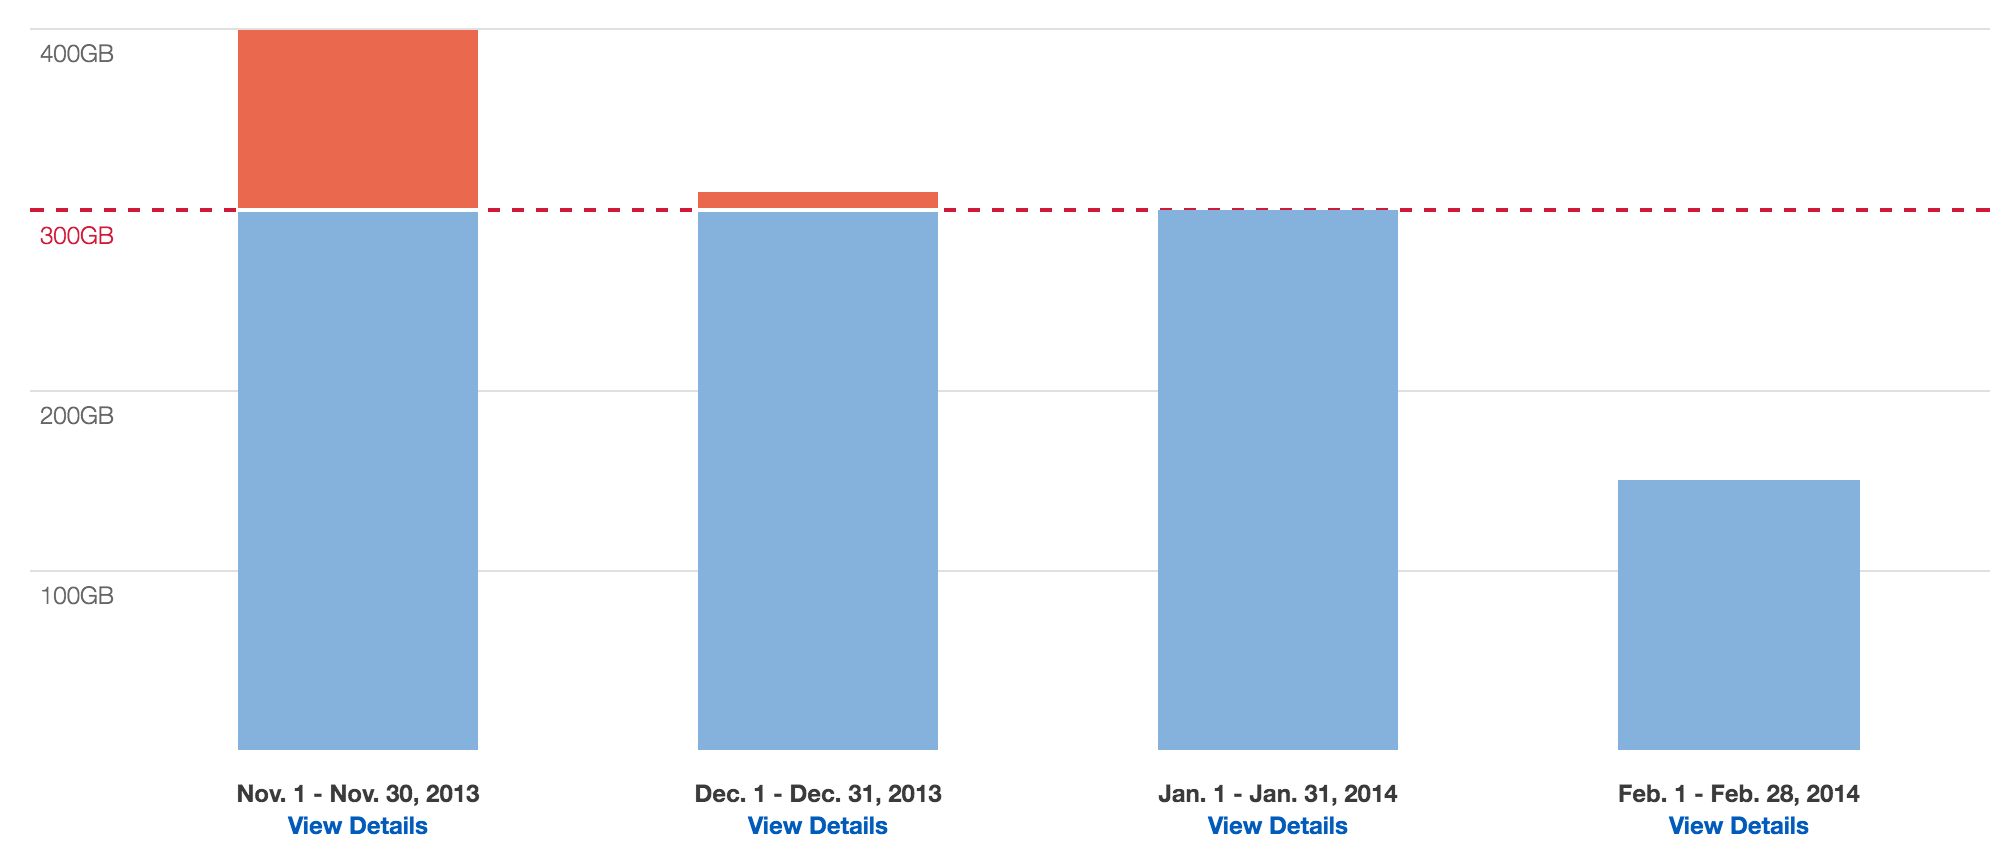 400GB
300GB
200GB
100GB
Nov. 1 - Nov. 30, 2013
View Details
Dec. 1 - Dec. 31, 2013
View Details
Jan. 1 - Jan. 31, 2014
View Details
Feb. 1 - Feb. 28, 2014
View Details